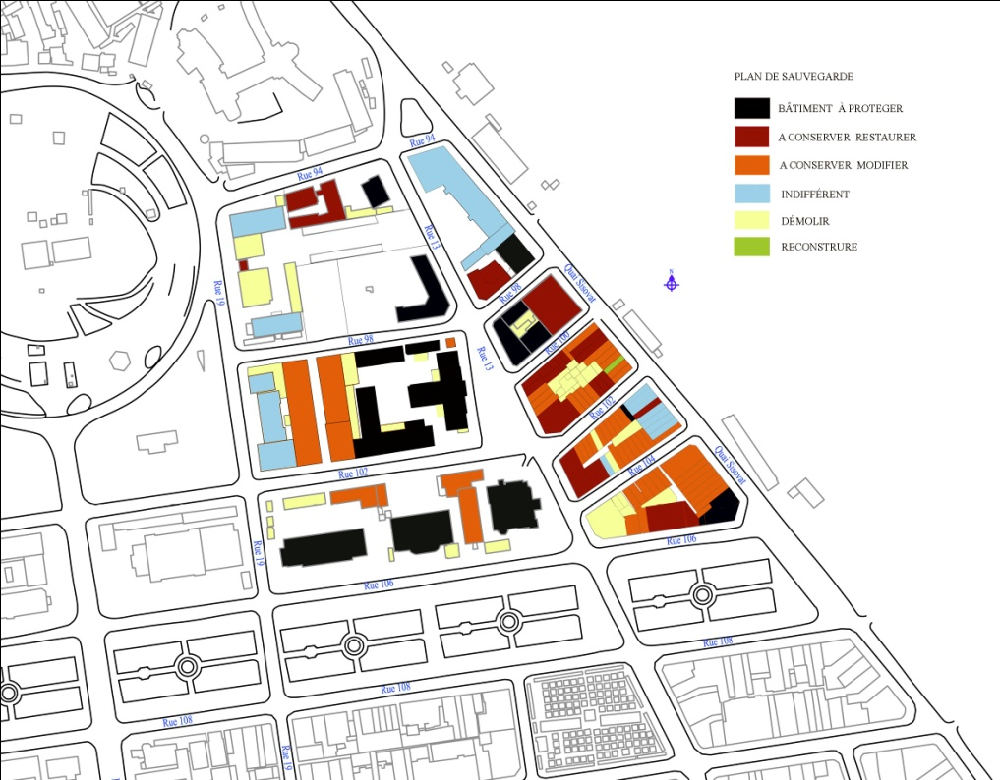 PLAN DE SAUVEGARDE
BÂTIMENT À PROTEGER
A CONSERVER RESTAURER
A CONSERVER MODIFIER
INDIFFÉRENT
DÉMOLIR
RECONSTRURE
N
Rue 94
Rue 94
Rue 13
Rue 19
Rue 98
Quai Sisovat
Rue 98
Rue 13
Rue 100
Rue 102
Rue 104
Quai Sisovat
Rue 102
Rue 19
Rue 106
Rue 106
Rue 108
Rue 108
Rue 108
Rue 19